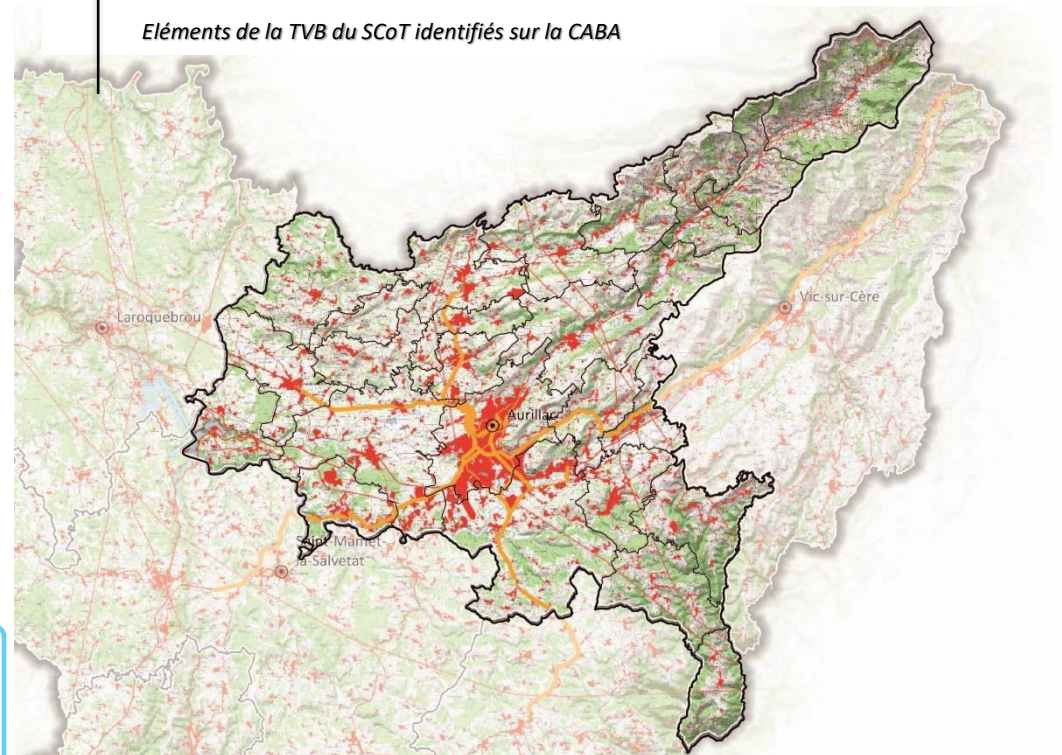 Eléments de la TVB du SCoT identifiés sur la CABA
Vic-sur-Cère
Laroquebrou
Aurillac
Saint-Mamet-
la-Salvetat